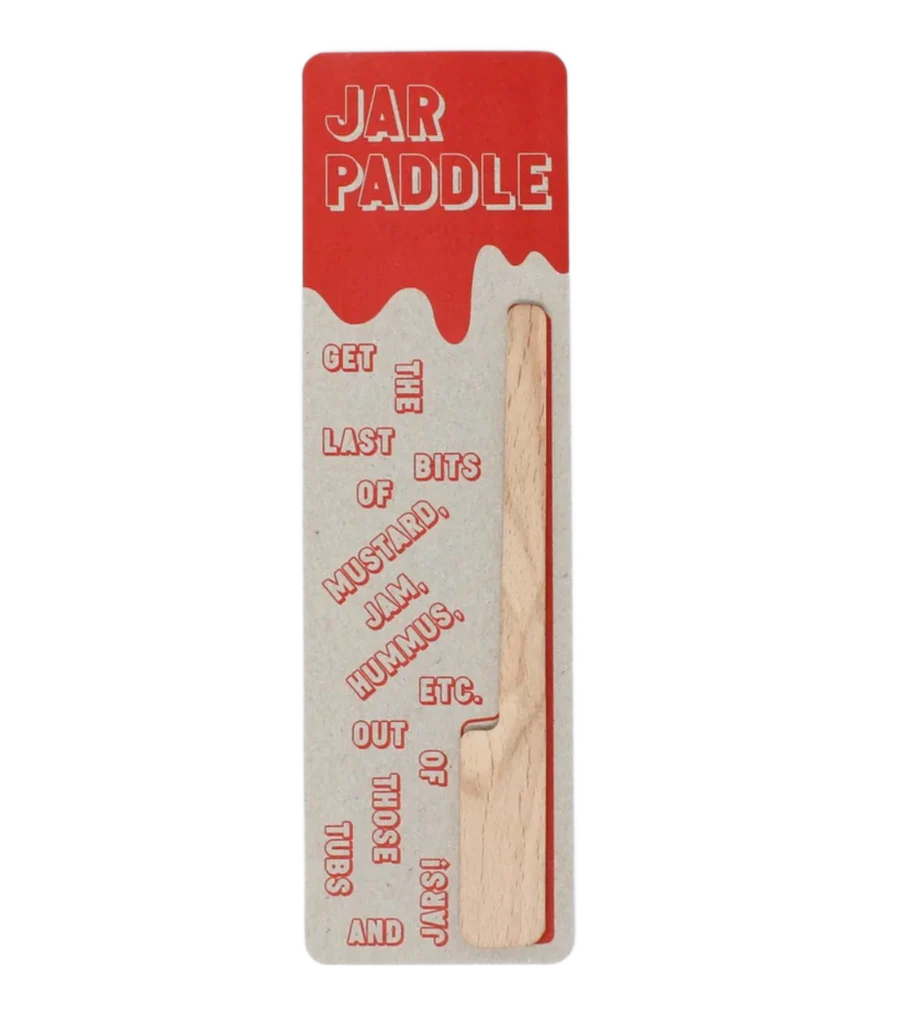 JAR
PADDLE
GET
THE
LAST
BITS
OF
MUSTARD,
JAM,
HUMMUS,
ETC.
OUT
OF
THOSE
TUBS
AND
JARS!